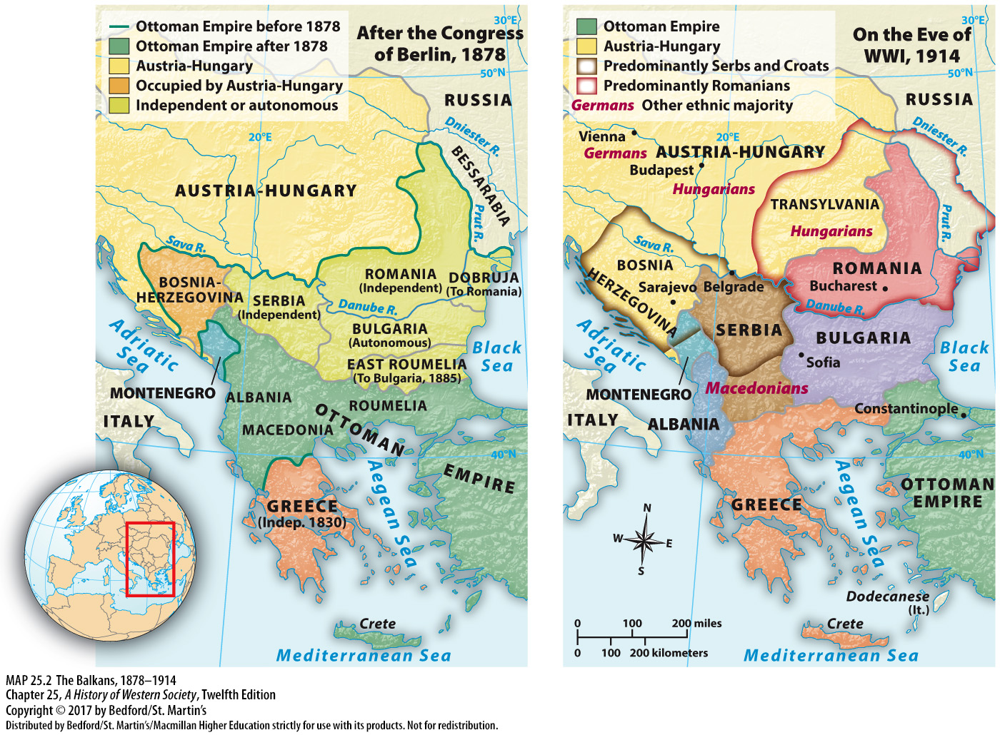 Ottoman Empire before 1878
Ottoman Empire after 1878
Austria-Hungary
Occupied by Austria-Hungary
Independent or autonomous
After the Congress
of Berlin, 1878
30°E
50°N
RUSSIA
20°E
Dniester R.
BESSARABIA
AUSTRIA-HUNGARY
Prut R.
Sava R.
BOSNIA-
HERZEGOVINA
SERBIA
(Independent)
ROMANIA
(Independent)
DOBRUJA
(To Romania)
Danube R.
BULGARIA
(Autonomous)
Adriatic
Sea
Black
Sea
EAST ROUMELIA
(To Bulgaria, 1885)
MONTENEGRO
ALBANIA
ROUMELIA
ITALY
MACEDONIA
OTTOMAN
EMPIRE
40°N
Aegean Sea
GREECE
(Indep. 1830)
Crete
Mediterranean Sea
Ottoman Empire
Austria-Hungary
Predominantly Serbs and Croats
Predominantly Romanians
Germans Other ethnic majority
On the Eve of
WWI, 1914
30°E
50°N
RUSSIA
Vienna
20°E
Dniester R.
Germans
AUSTRIA-HUNGARY
Budapest
Hungarians
TRANSYLVANIA
Hungarians
Prut R.
Sava R.
BOSNIA
HERZEGOVINA
Sarajevo
Belgrade
ROMANIA
Bucharest
Danube R.
SERBIA
BULGARIA
Adriatic
Sea
Black
Sea
Sofia
MONTENEGRO
Macedonians
Constantinople
ITALY
ALBANIA
40°N
Aegean Sea
OTTOMAN
EMPIRE
GREECE
N
W
E
S
Dodecanese
(It.)
0 100 200 miles
0 100 200 kilometers
Crete
Mediterranean Sea
MAP 25.2 The Balkans, 1878–1914
Chapter 25, A History of Western Society, Twelfth Edition
Copyright © 2017 by Bedford/St. Martin's
Distributed by Bedford/St. Martin's/Macmillan Higher Education strictly for use with its products. Not for redistribution.